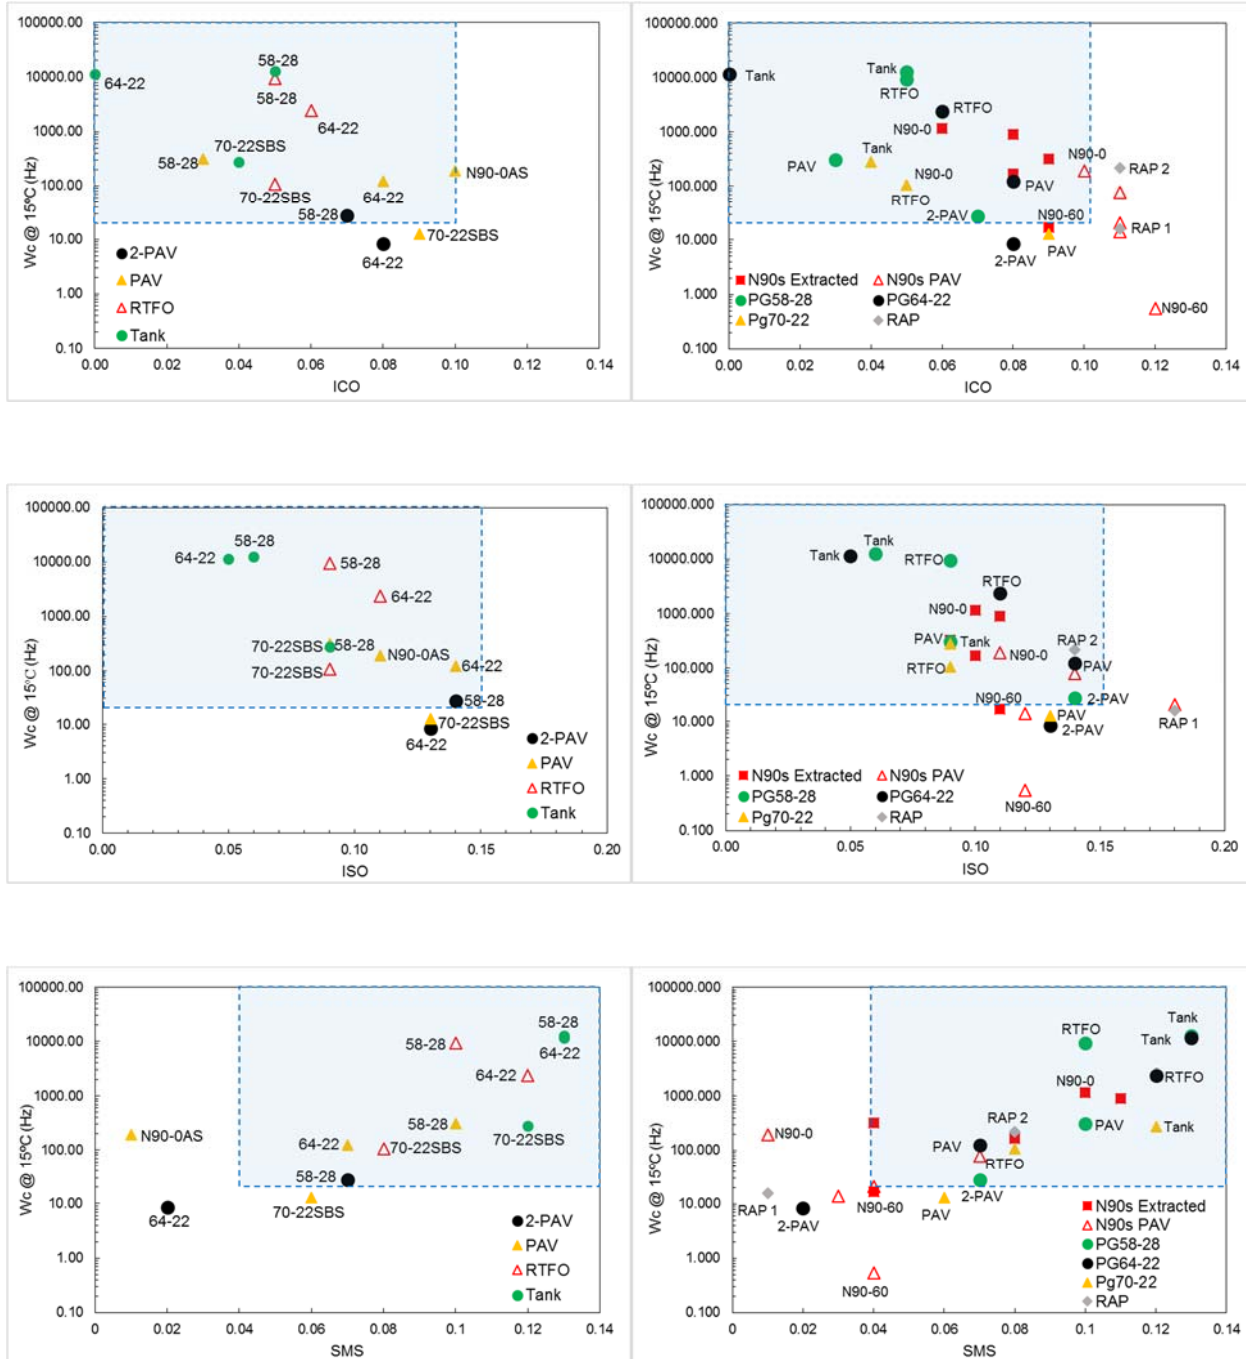 100000.00
10000.00
1000.00
100.00
10.00
1.00
0.10
Wc @ 15ºC (Hz)
58-28
64-22
58-28
64-22
70-22SBS
58-28
N90-0AS
70-22SBS
64-22
58-28
70-22SBS
64-22
2-PAV
PAV
RTFO
Tank
0.00 0.02 0.04 0.06 0.08 0.10 0.12 0.14
ICO
100000.000
10000.000
1000.000
100.000
10.000
1.000
0.100
Wc @ 15ºC (Hz)
Tank
Tank
RTFO
RTFO
N90-0
Tank
N90-0
PAV
N90-0
RAP 2
RTFO
PAV
2-PAV
N90-60
RAP 1
2-PAV
PAV
N90-60
N90s Extracted N90s PAV
PG58-28 PG64-22
Pg70-22 RAP
0.00 0.02 0.04 0.06 0.08 0.10 0.12 0.14
ICO
100000.00
10000.00
1000.00
100.00
10.00
1.00
0.10
Wc @ 15ºC (Hz)
64-22
58-28
58-28
64-22
70-22SBS
58-28
N90-0AS
70-22SBS
64-22
58-28
70-22SBS
64-22
2-PAV
PAV
RTFO
Tank
0.00 0.05 0.10 0.15 0.20
ISO
100000.000
10000.000
1000.000
100.000
10.000
1.000
0.100
Wc @ 15ºC (Hz)
Tank
Tank
RTFO
RTFO
N90-0
PAV
Tank
N90-0
RAP 2
RTFO
PAV
N90-60
2-PAV
PAV
2-PAV
RAP 1
N90-60
N90s Extracted N90s PAV
PG58-28 PG64-22
Pg70-22 RAP
0.00 0.05 0.10 0.15 0.20
ISO
100000.00
10000.00
1000.00
100.00
10.00
1.00
0.10
Wc @ 15ºC (Hz)
58-28
64-22
58-28
64-22
58-28
70-22SBS
N90-0AS
64-22
70-22SBS
58-28
70-22SBS
64-22
2-PAV
PAV
RTFO
Tank
0 0.02 0.04 0.06 0.08 0.1 0.12 0.14
SMS
100000.000
10000.000
1000.000
100.000
10.000
1.000
0.100
Wc @ 15ºC (Hz)
Tank
RTFO
Tank
RTFO
N90-0
RAP 2
PAV
Tank
N90-0
PAV
RTFO
RAP 1
2-PAV
N90-60
2-PAV
PAV
N90-60
N90s Extracted
N90s PAV
PG58-28
PG64-22
Pg70-22
RAP
0 0.02 0.04 0.06 0.08 0.1 0.12 0.14
SMS